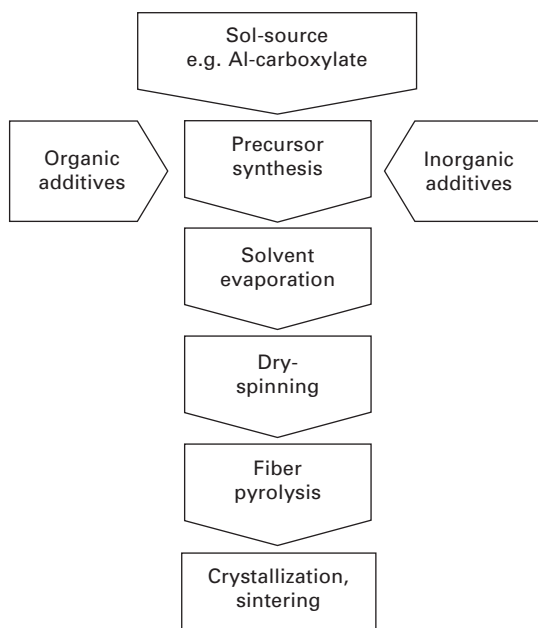 Sol-source
e.g. Al-carboxylate
Organic
additives
Precursor
synthesis
Inorganic
additives
Solvent
evaporation
Dry-
spinning
Fiber
pyrolysis
Crystallization,
sintering